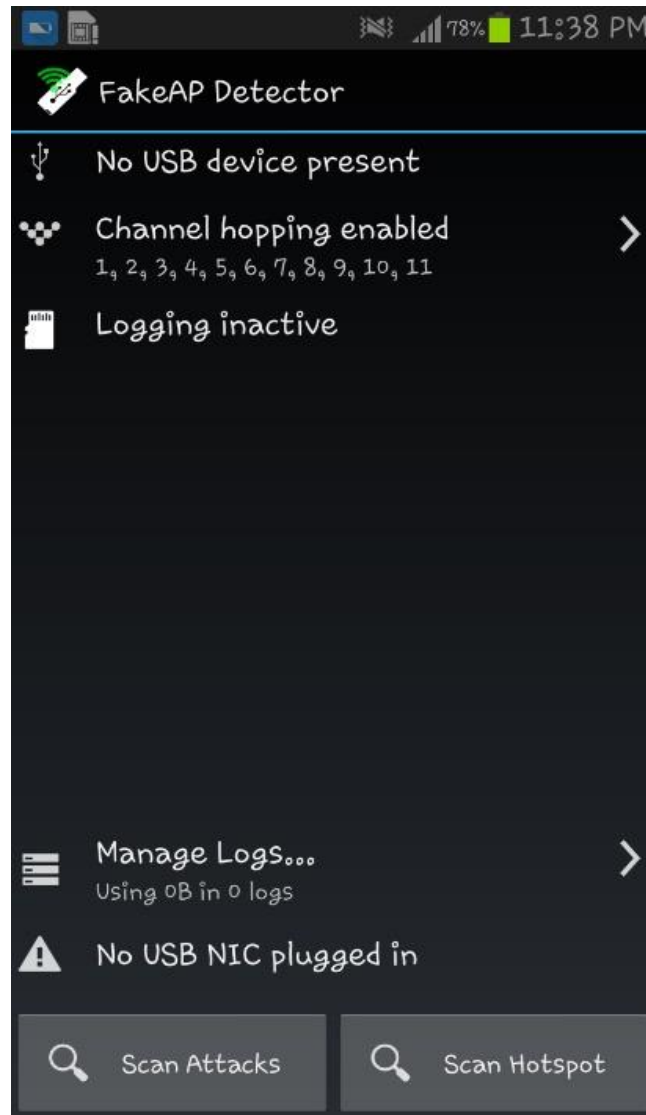 78% 11:38 PM
FakeAP Detector
No USB device present
Channel hopping enabled
1, 2, 3, 4, 5, 6, 7, 8, 9, 10, 11
Logging inactive
Manage Logs...
Using 0B in 0 logs
No USB NIC plugged in
Scan Attacks
Scan Hotspot